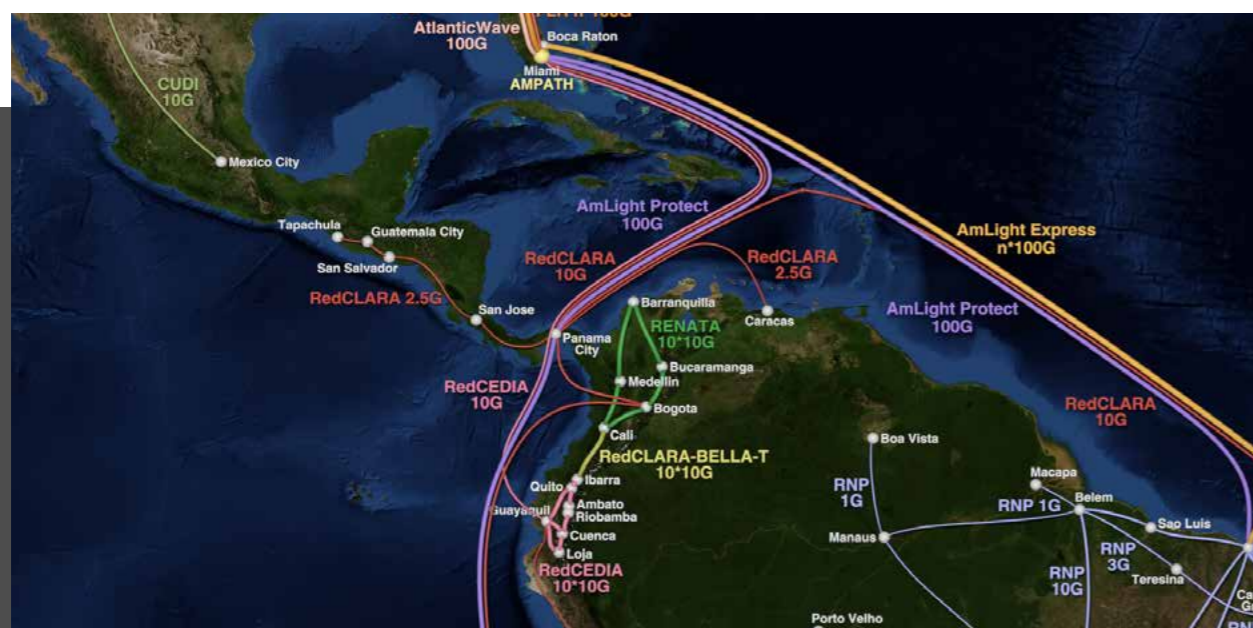 AtlanticWave
100G
Boca Raton
Miami
AMPATH
CUDI
10G
Mexico City
AmLight Protect
100G
AmLight Express
n*100G
Tapachula
Guatemala City
San Salvador
RedCLARA
10G
RedCLARA
2.5G
RedCLARA 2.5G
San Jose
Barranquilla
Caracas
AmLight Protect
100G
Panama
City
RENATA
10*10G
Bucaramanga
Medellin
RedCEDIA
10G
Bogota
RedCLARA
10G
Cali
Boa Vista
RedCLARA-BELLA-T
10*10G
Ibarra
Quito
Macapa
RNP
1G
Ambato
Riobamba
Guayaquil
RNP 1G
Belem
Sao Luis
Cuenca
Manaus
Loja
RNP
3G
RedCEDIA
10*10G
RNP
10G
Teresina
Porto Velho